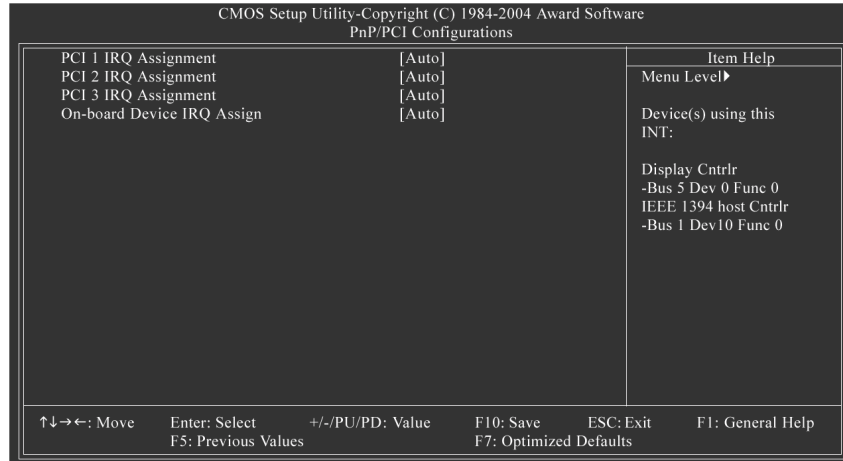 CMOS Setup Utility-Copyright (C) 1984-2004 Award Software
PnP/PCI Configurations
PCI 1 IRQ Assignment [Auto]
PCI 2 IRQ Assignment [Auto]
PCI 3 IRQ Assignment [Auto]
On-board Device IRQ Assign [Auto]
Item Help
Menu Level▶
Device(s) using this
INT:
Display Cntrlr
-Bus 5 Dev 0 Func 0
IEEE 1394 host Cntrlr
-Bus 1 Dev10 Func 0
↑↓→←: Move Enter: Select +/-/PU/PD: Value F10: Save ESC: Exit F1: General Help
F5: Previous Values F7: Optimized Defaults